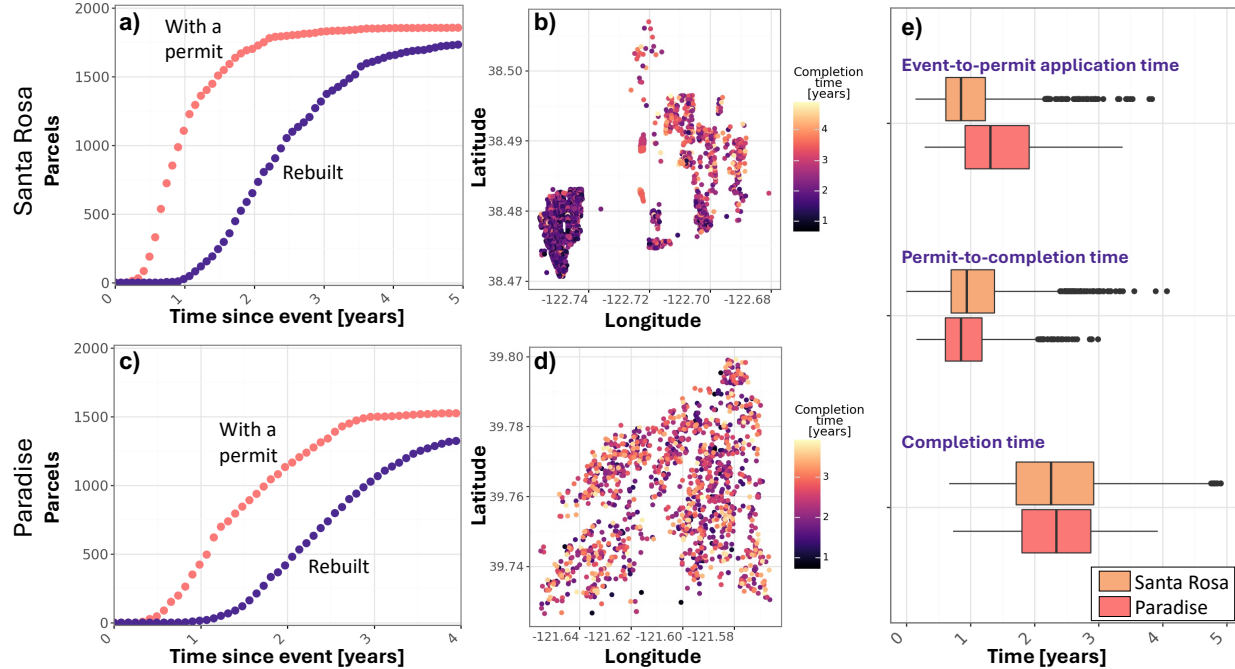 Santa Rosa
a)
Parcels
2000
1500
1000
500
0
With a
permit
Rebuilt
0
1
2
3
4
5
Time since event [years]
b)
Latitude
38.50
38.49
38.48
38.47
-122.74
-122.72
-122.70
-122.68
Longitude
Completion
time
[years]
4
3
2
1
Paradise
c)
Parcels
2000
1500
1000
500
0
With a
permit
Rebuilt
0
1
2
3
4
Time since event [years]
d)
Latitude
39.80
39.78
39.76
39.74
-121.64
-121.62
-121.60
-121.58
Longitude
Completion
time
[years]
3
2
1
e)
Event-to-permit application time
Permit-to-completion time
Completion time
Santa Rosa
Paradise
0
1
2
3
4
5
Time [years]